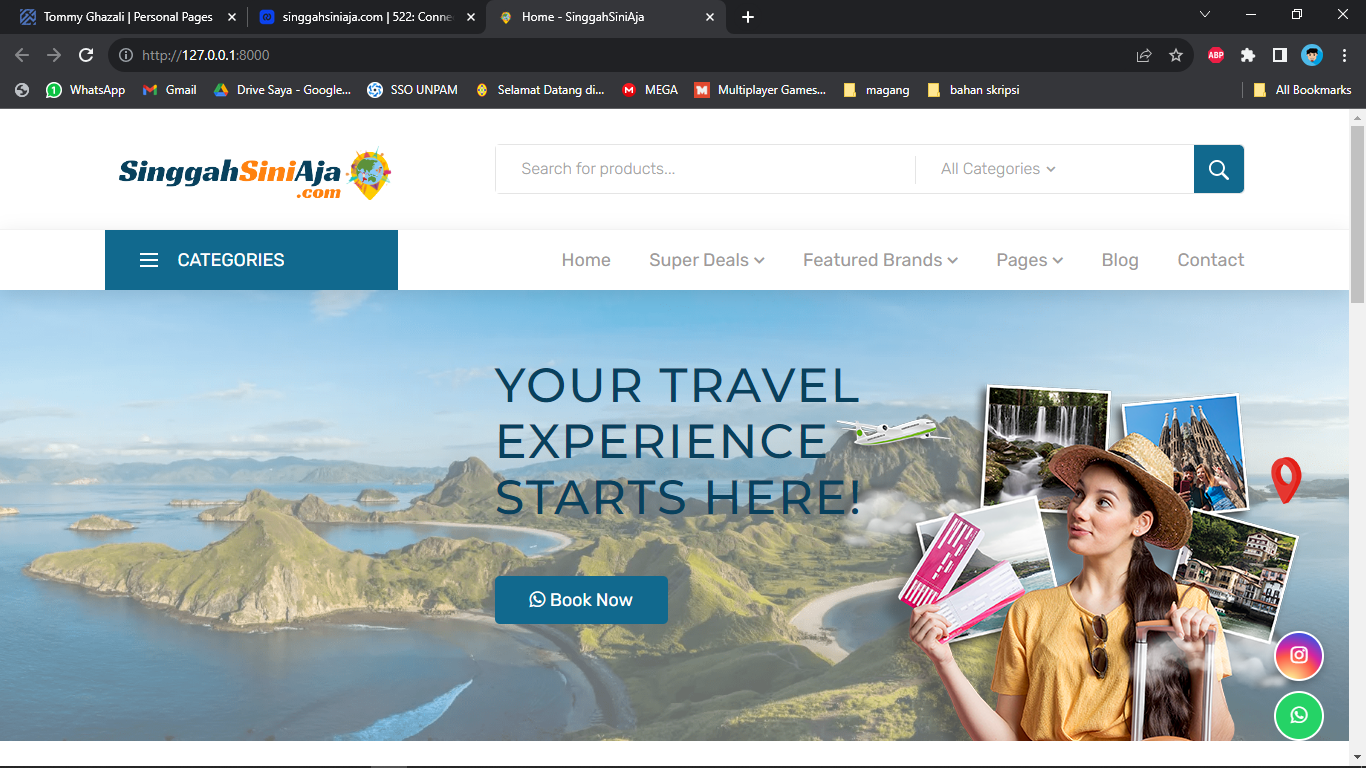 Tommy Ghazali | Personal Pages
singgahsiniaja.com | 522: Conne
Home - SinggahSiniAja
http://127.0.0.1:8000
ABP
WhatsApp
Gmail
Drive Saya - Google...
SSO UNPAM
Selamat Datang di...
MEGA
Multiplayer Games...
magang
bahan skripsi
All Bookmarks
SinggahSiniAja
.com
Search for products...
All Categories
CATEGORIES
Home
Super Deals
Featured Brands
Pages
Blog
Contact
YOUR TRAVEL
EXPERIENCE
STARTS HERE!
Book Now